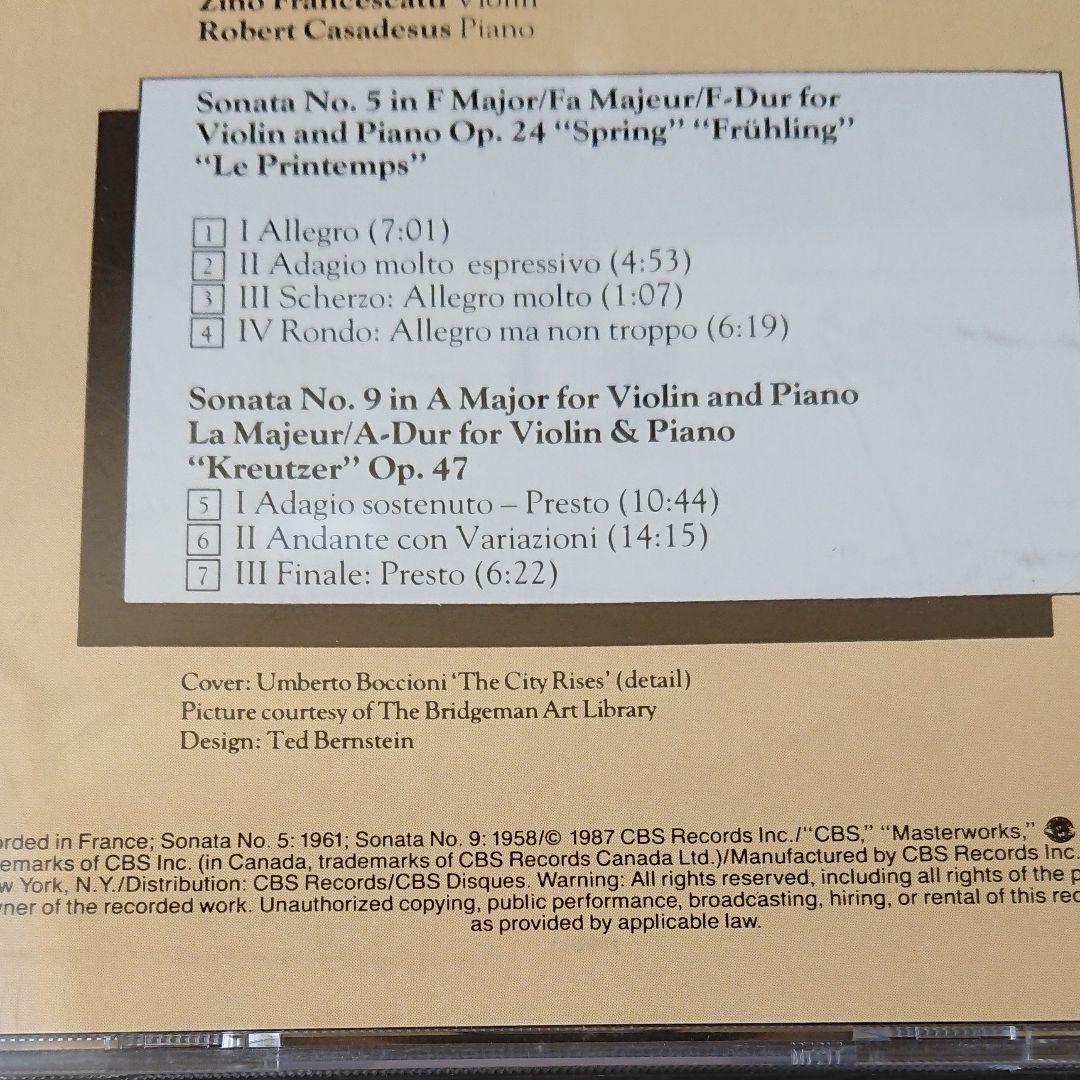 Zino Francescatti Violin
Robert Casadesus Piano
Sonata No. 5 in F Major/Fa Majeur/F-Dur for
Violin and Piano Op. 24 “Spring” “Frühling”
“Le Printemps”
1 I Allegro (7:01)
2 II Adagio molto espressivo (4:53)
3 III Scherzo: Allegro molto (1:07)
4 IV Rondo: Allegro ma non troppo (6:19)
Sonata No. 9 in A Major for Violin and Piano
La Majeur/A-Dur for Violin & Piano
“Kreutzer” Op. 47
5 I Adagio sostenuto – Presto (10:44)
6 II Andante con Variazioni (14:15)
7 III Finale: Presto (6:22)
Cover: Umberto Boccioni ‘The City Rises’ (detail)
Picture courtesy of The Bridgeman Art Library
Design: Ted Bernstein
orded in France; Sonata No. 5: 1961; Sonata No. 9: 1958/© 1987 CBS Records Inc./“CBS,” “Masterworks,”
emarks of CBS Inc. (in Canada, trademarks of CBS Records Canada Ltd.)/Manufactured by CBS Records Inc.
w York, N.Y./Distribution: CBS Records/CBS Disques. Warning: All rights reserved, including all rights of the p
ner of the recorded work. Unauthorized copying, public performance, broadcasting, hiring, or rental of this rec
as provided by applicable law.